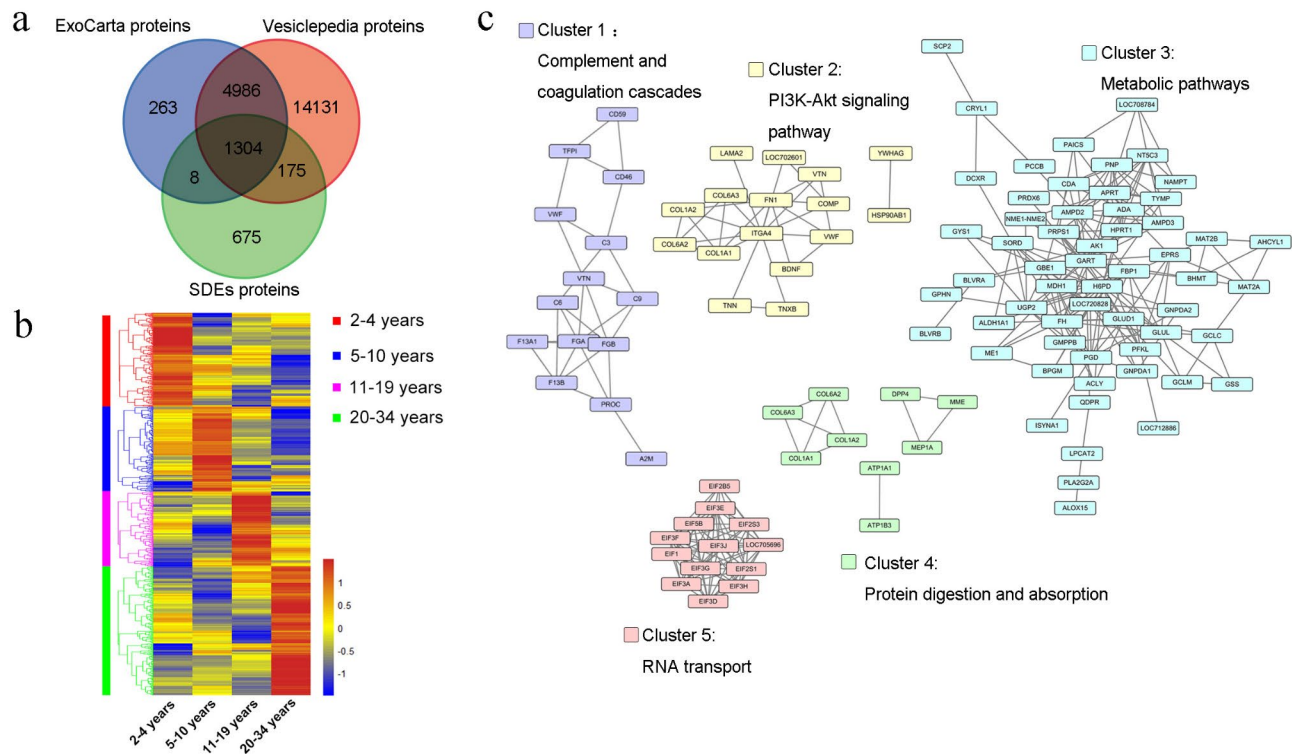 a
ExoCarta proteins
Vesiclepedia proteins
263
4986
14131
1304
8
175
675
SDEs proteins
b
2-4 years
5-10 years
11-19 years
20-34 years
1
0.5
0
-0.5
-1
2-4 years
5-10 years
11-19 years
20-34 years
c
Cluster 1 :
Complement and
coagulation cascades
CD59
TFPI
CD46
VWF
C3
VTN
C6
C9
F13A1
FGA
FGB
F13B
PROC
A2M
Cluster 2:
PI3K-Akt signaling
pathway
LAMA2
LOC702601
VTN
COL6A3
FN1
COL1A2
COMP
ITGA4
COL6A2
VWF
COL1A1
BDNF
TNN
TNXB
YWHAG
HSP90AB1
Cluster 3:
Metabolic pathways
SCP2
CRYL1
LOC708784
PAICS
NT5C3
PCCB
PNP
DCXR
CDA
NAMPT
PRDX6
APRT
TYMP
AMPD2
ADA
NME1-NME2
AMPD3
GYS1
PRPS1
HPRT1
SORD
AK1
MAT2B
AHCYL1
GART
EPRS
GBE1
FBP1
BLVRA
MDH1
H6PD
BHMT
MAT2A
GPHN
UGP2
LOC720828
GNPDA2
ALDH1A1
FH
GLUD1
BLVRB
GMPPB
GLUL
GCLC
ME1
PGD
PFKL
BPGM
GNPDA1
ACLY
GCLM
GSS
QDPR
ISYNA1
LOC712886
LPCAT2
PLA2G2A
ALOX15
COL6A2
COL6A3
COL1A2
COL1A1
DPP4
MME
MEP1A
ATP1A1
ATP1B3
Cluster 4:
Protein digestion and absorption
EIF2B5
EIF3E
EIF5B
EIF2S3
EIF3F
EIF3J
LOC705696
EIF1
EIF3G
EIF2S1
EIF3A
EIF3H
EIF3D
Cluster 5:
RNA transport